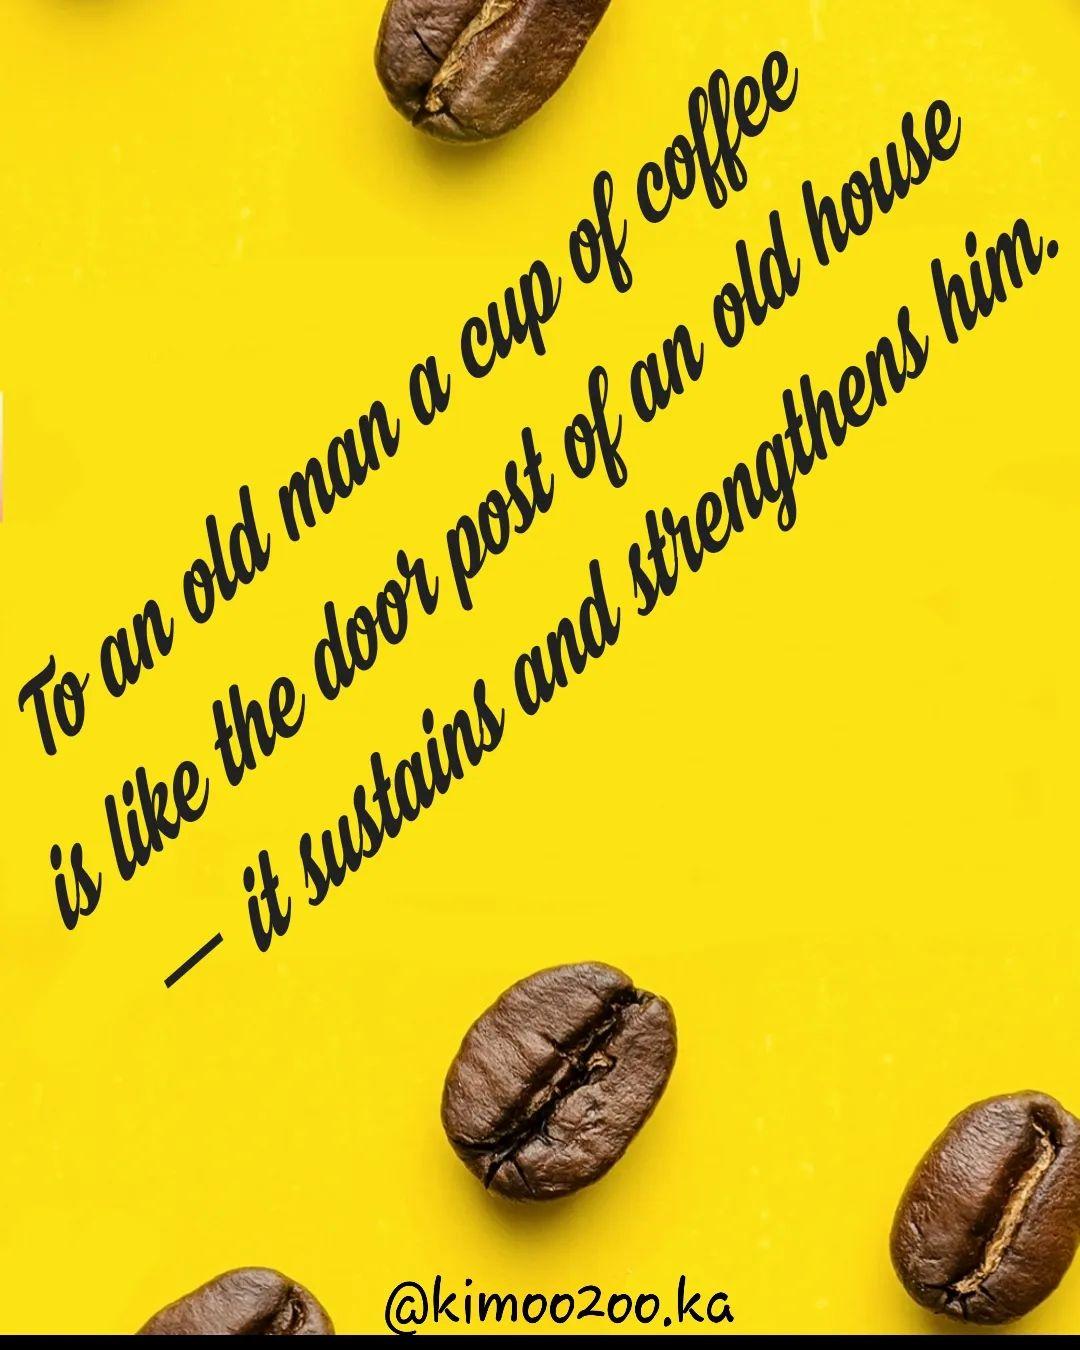 To an old man a cup of coffee
is like the door post of an old house
— it sustains and strengthens him.
@kimoo2oo.ka